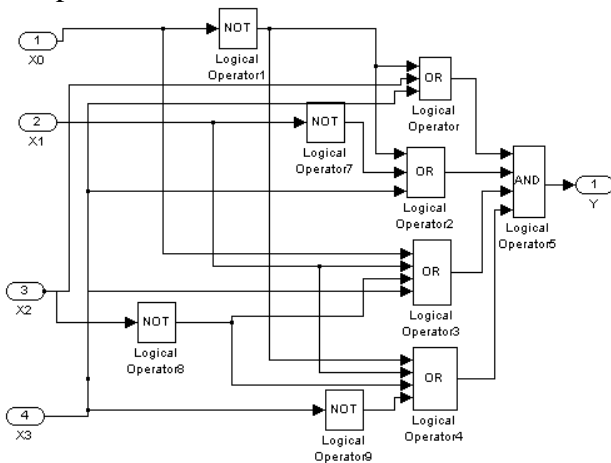 1
X0
NOT
Logical
Operator1
OR
Logical
Operator
2
X1
NOT
Logical
Operator7
OR
Logical
Operator2
AND
Logical
Operator5
1
Y
3
X2
NOT
Logical
Operator8
OR
Logical
Operator3
OR
Logical
Operator4
4
X3
NOT
Logical
Operator9